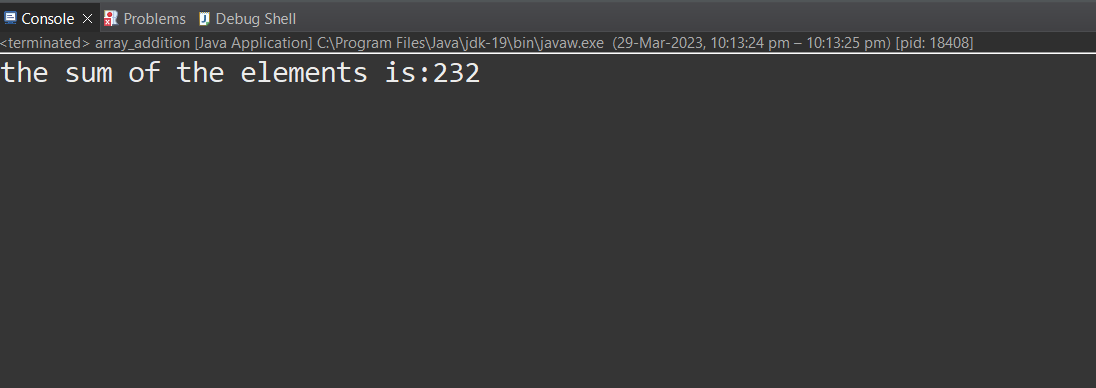 Console Problems Debug Shell
<terminated> array_addition [Java Application] C:\Program Files\Java\jdk-19\bin\javaw.exe (29-Mar-2023, 10:13:24 pm – 10:13:25 pm) [pid: 18408]
the sum of the elements is:232